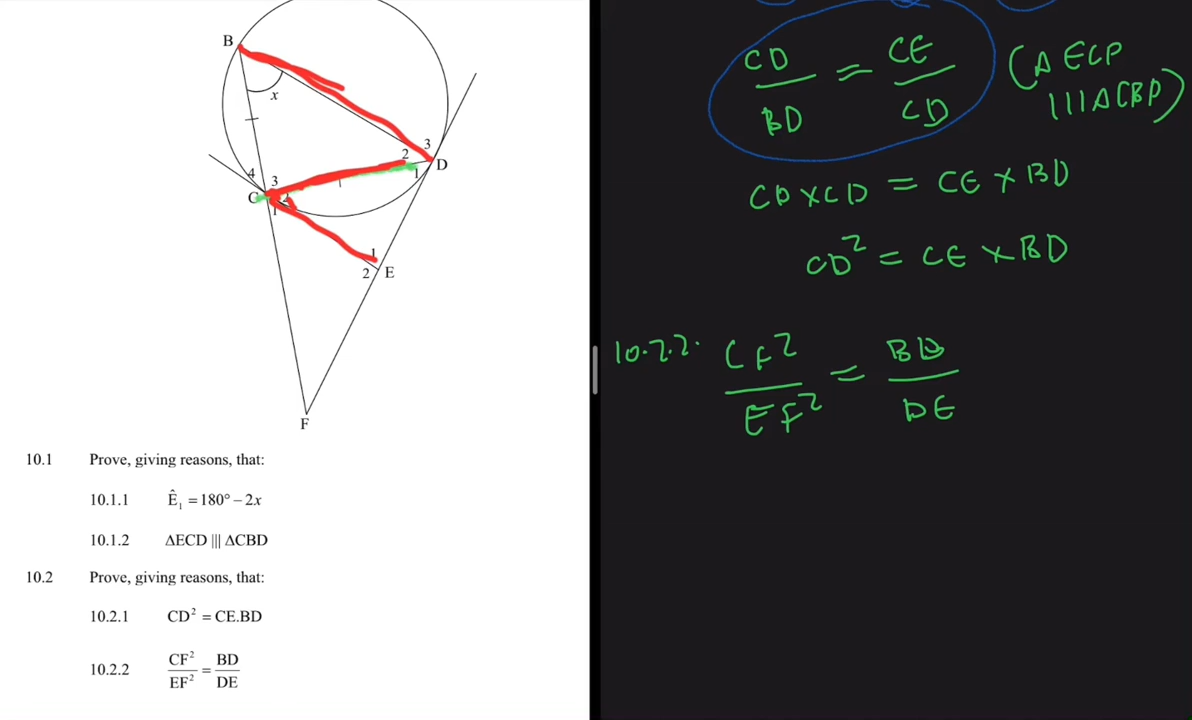 B
x
3
2
D
1
4
3
C
2
1
1
2
E
F
10.1 Prove, giving reasons, that:
10.1.1 Ê₁ = 180° – 2x
10.1.2 ΔECD ||| ΔCBD
10.2 Prove, giving reasons, that:
10.2.1 CD² = CE.BD
10.2.2 CF²/EF² = BD/DE
CD/BD = CE/CD (Δ ECD
||| Δ CBD)
CD × CD = CE × BD
CD² = CE × BD
10.2.2. CF²/EF² = BD/DE